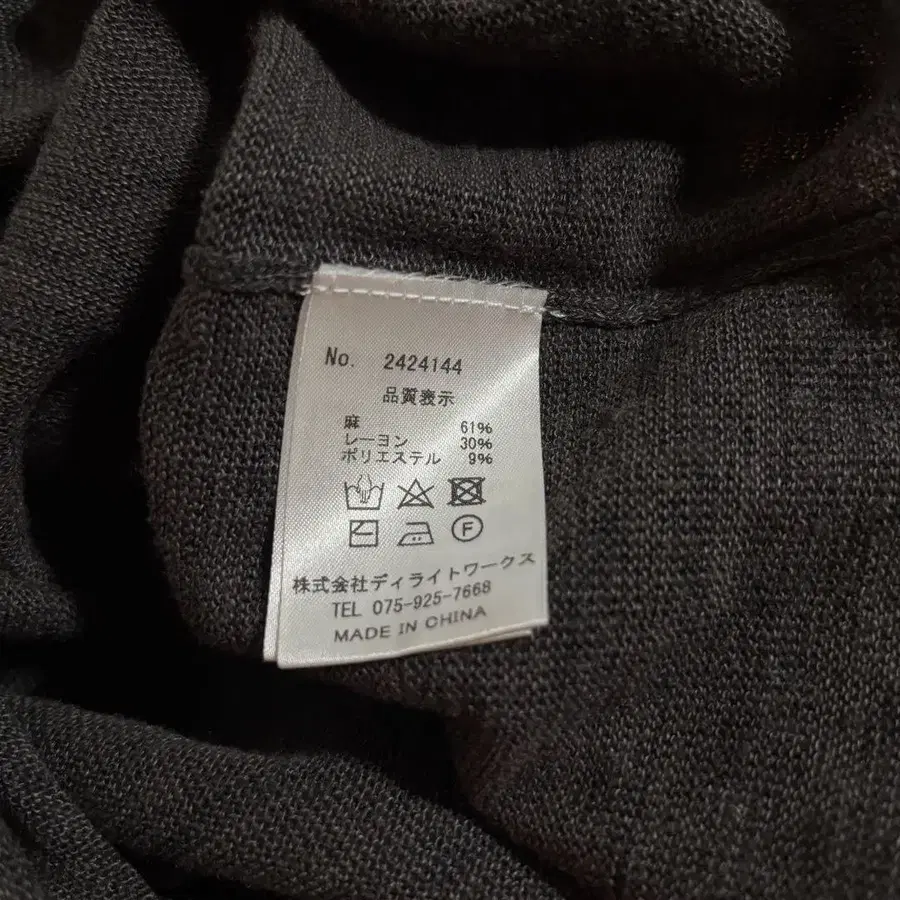 No. 2424144
品質表示
麻 61%
レーヨン 30%
ポリエステル 9%
F
株式会社ディライトワークス
TEL 075-925-7668
MADE IN CHINA